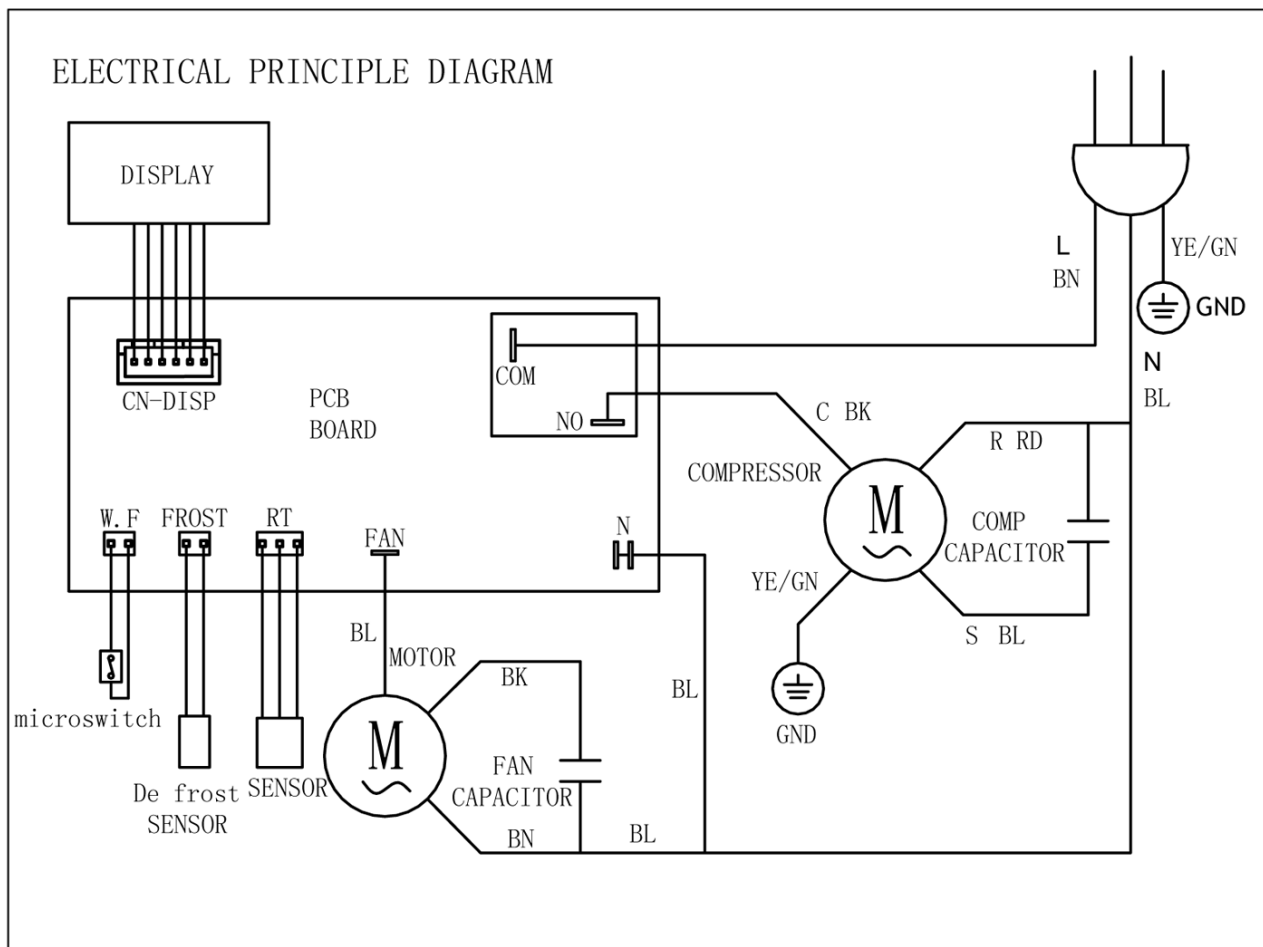 ELECTRICAL PRINCIPLE DIAGRAM
DISPLAY
L
BN
YE/GN
GND
N
BL
CN-DISP
PCB
BOARD
COM
NO
C BK
R RD
COMPRESSOR
M
COMP
CAPACITOR
YE/GN
S BL
GND
W.F
FROST
RT
FAN
N
BL
MOTOR
BK
BL
microswitch
M
De frost
SENSOR
SENSOR
FAN
CAPACITOR
BN
BL